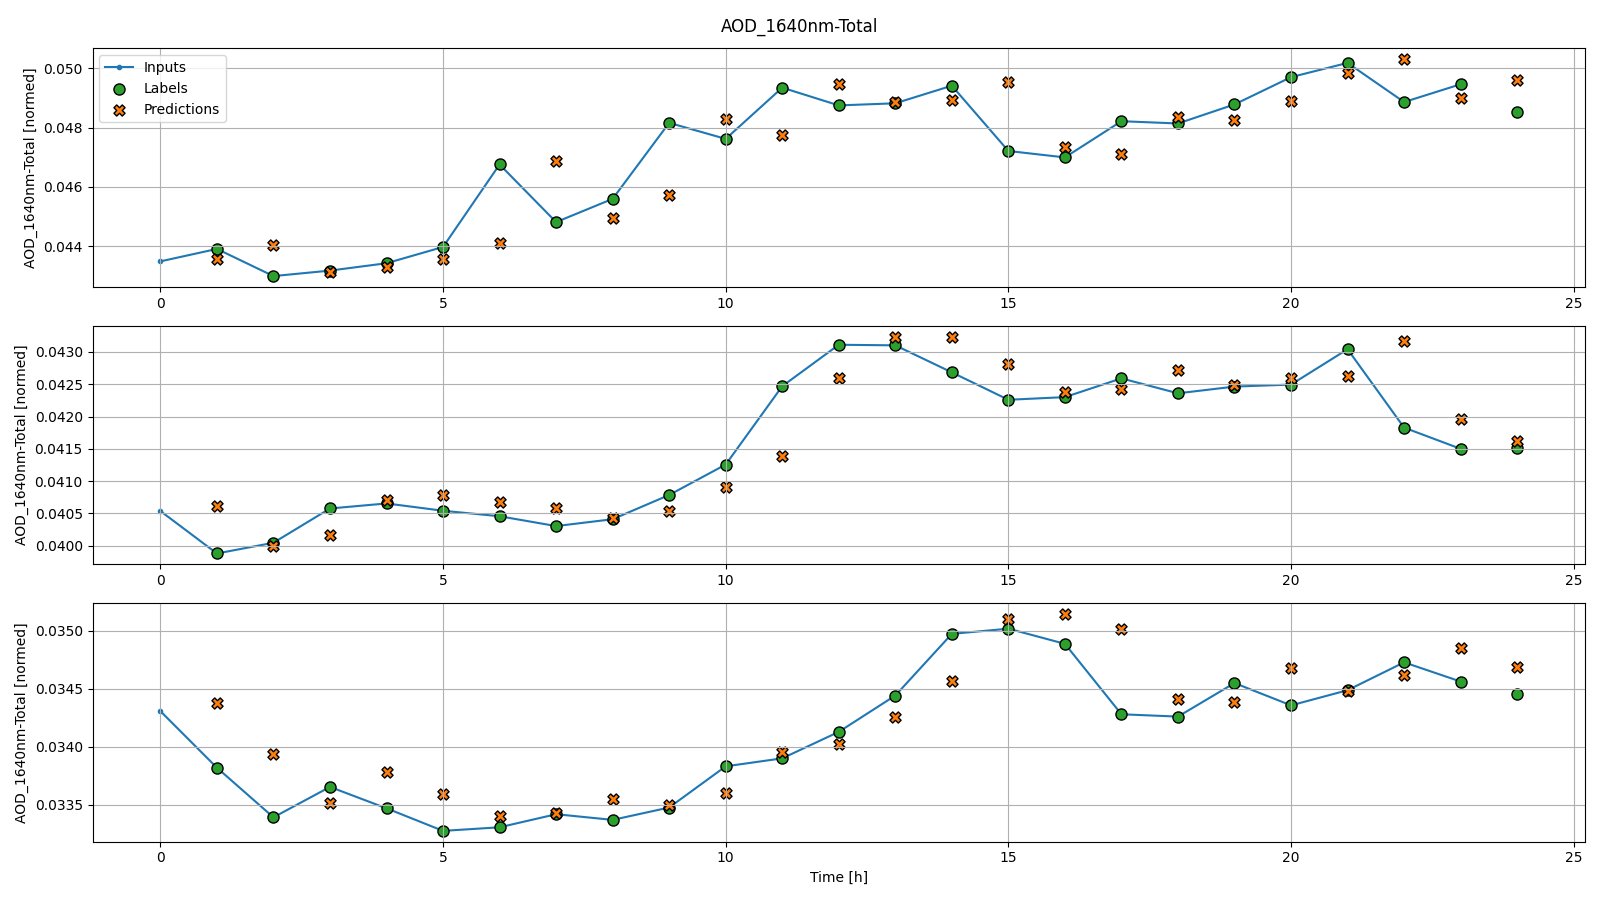 AOD_1640nm-Total
Inputs
Labels
Predictions
AOD_1640nm-Total [normed]
0.050
0.048
0.046
0.044
0 5 10 15 20 25
AOD_1640nm-Total [normed]
0.0430
0.0425
0.0420
0.0415
0.0410
0.0405
0.0400
0 5 10 15 20 25
AOD_1640nm-Total [normed]
0.0350
0.0345
0.0340
0.0335
0 5 10 15 20 25
Time [h]